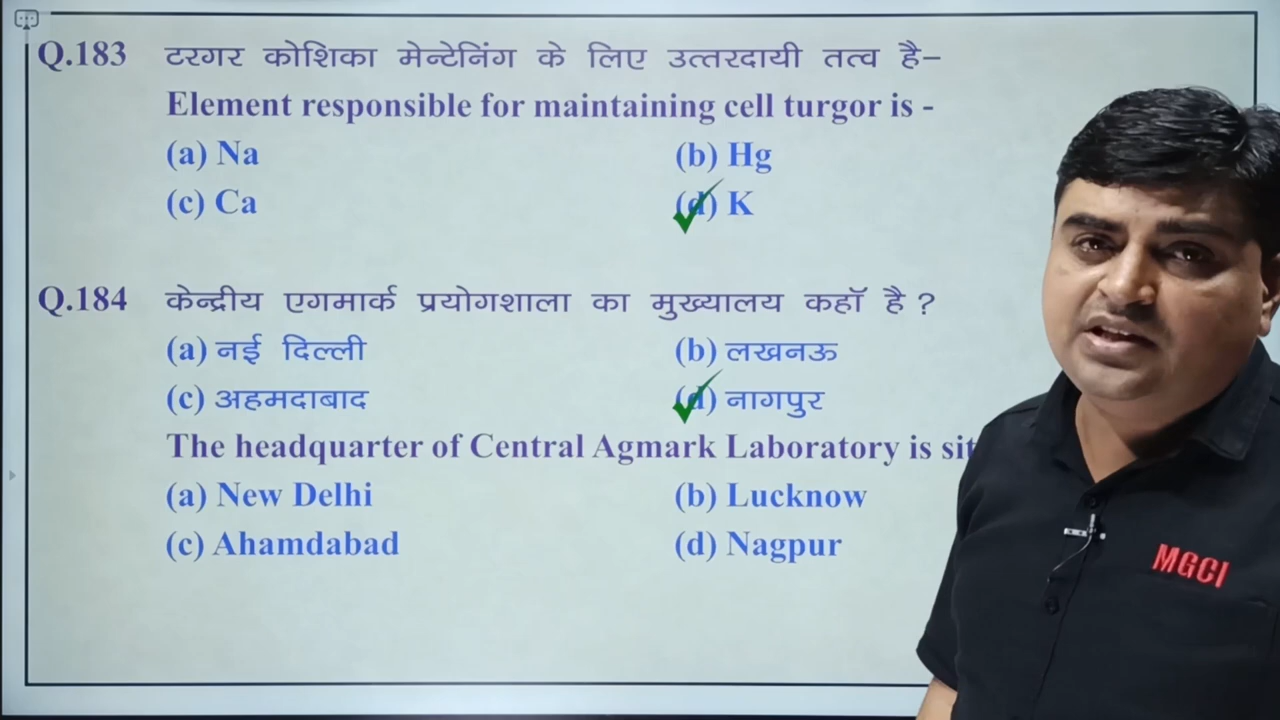 Q.183 टरगर कोशिका मेन्टेनिंग के लिए उत्तरदायी तत्व है–
Element responsible for maintaining cell turgor is -
(a) Na (b) Hg
(c) Ca (d) K
Q.184 केन्द्रीय एगमार्क प्रयोगशाला का मुख्यालय कहॉ है ?
(a) नई दिल्ली (b) लखनऊ
(c) अहमदाबाद (d) नागपुर
The headquarter of Central Agmark Laboratory is
(a) New Delhi (b) Lucknow
(c) Ahamdabad (d) Nagpur
MGCI